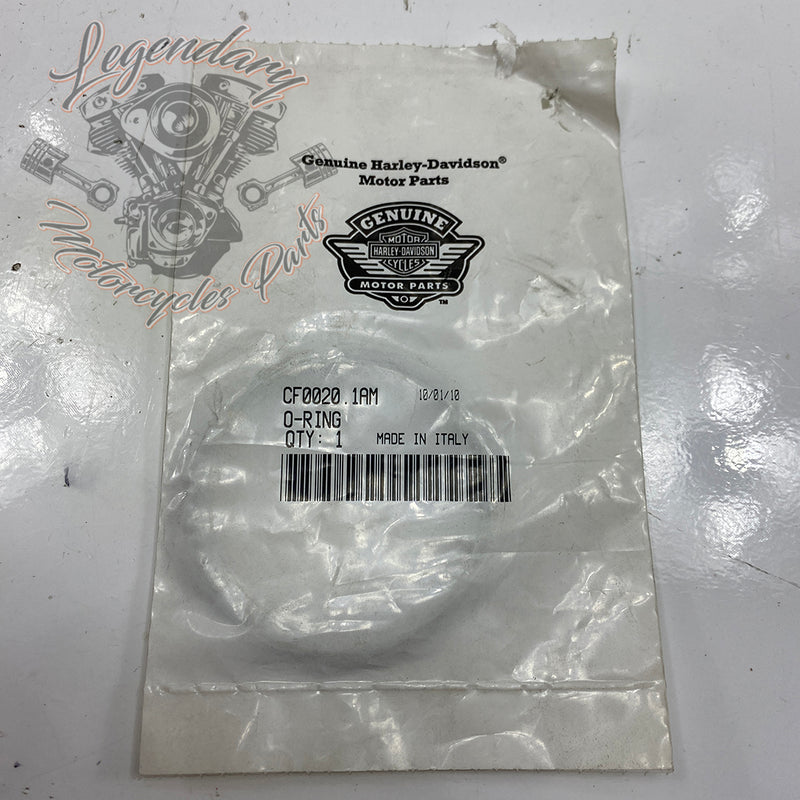 Legendary
Motorcycles Parts
Genuine Harley-Davidson®
Motor Parts
GENUINE
MOTOR
HARLEY-DAVIDSON
CYCLES
MOTOR PARTS
TM
CF0020.1AM 10/01/10
O-RING
QTY: 1 MADE IN ITALY